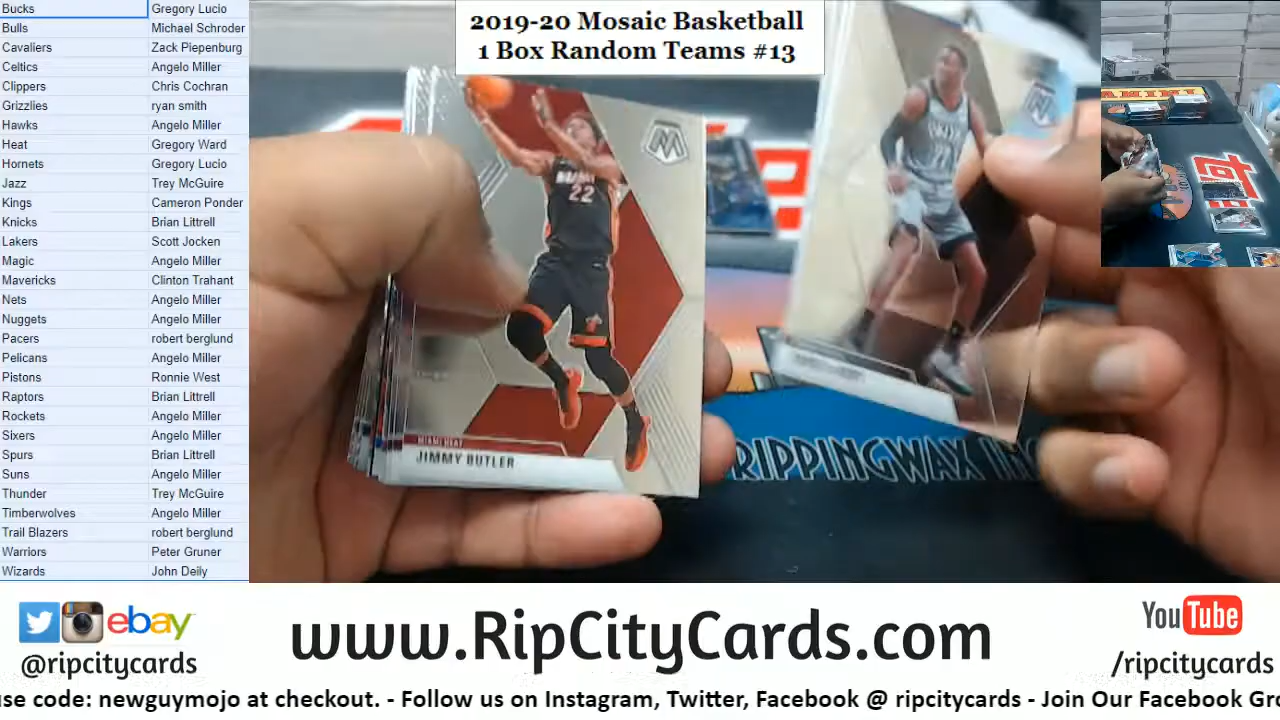 Bucks Gregory Lucio
Bulls Michael Schroder
Cavaliers Zack Piepenburg
Celtics Angelo Miller
Clippers Chris Cochran
Grizzlies ryan smith
Hawks Angelo Miller
Heat Gregory Ward
Hornets Gregory Lucio
Jazz Trey McGuire
Kings Cameron Ponder
Knicks Brian Littrell
Lakers Scott Jocken
Magic Angelo Miller
Mavericks Clinton Trahant
Nets Angelo Miller
Nuggets Angelo Miller
Pacers robert berglund
Pelicans Angelo Miller
Pistons Ronnie West
Raptors Brian Littrell
Rockets Angelo Miller
Sixers Angelo Miller
Spurs Brian Littrell
Suns Angelo Miller
Thunder Trey McGuire
Timberwolves Angelo Miller
Trail Blazers robert berglund
Warriors Peter Gruner
Wizards John Deily
2019-20 Mosaic Basketball
1 Box Random Teams #13
M
MIAMI
22
MIAMI HEAT
JIMMY BUTLER
RIPPINGWAX
PANINI
ebay
@ripcitycards
www.RipCityCards.com
YouTube
/ripcitycards
use code: newguymojo at checkout. - Follow us on Instagram, Twitter, Facebook @ ripcitycards - Join Our Facebook Gr